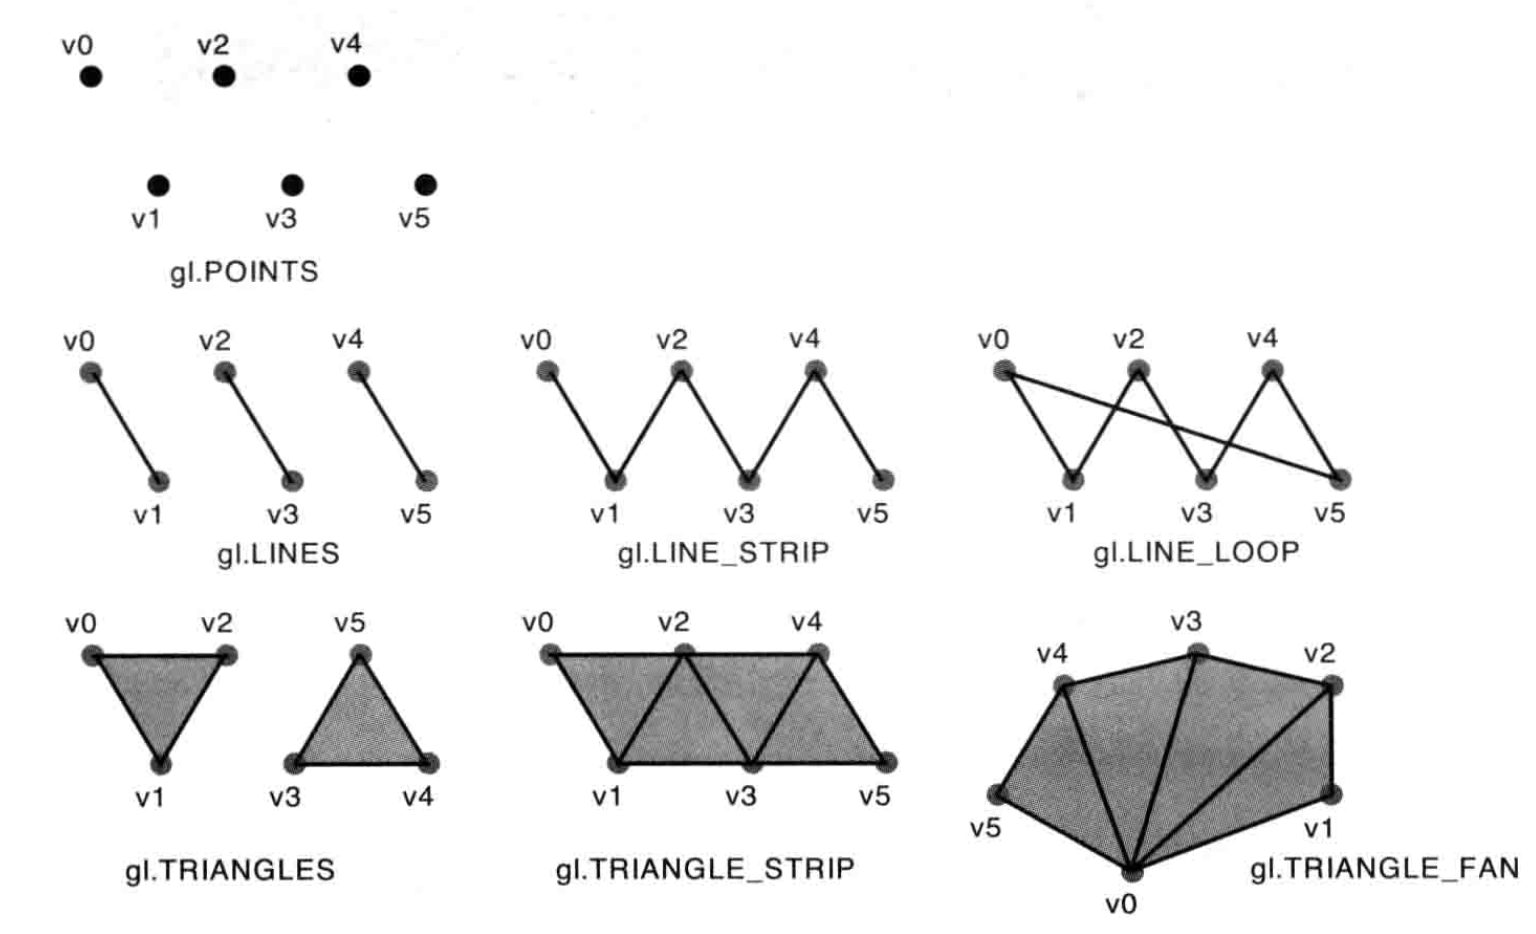 v0 v2 v4
v1 v3 v5
gl.POINTS
v0 v2 v4 v0 v2 v4 v0 v2 v4
v1 v3 v5 v1 v3 v5 v1 v3 v5
gl.LINES gl.LINE_STRIP gl.LINE_LOOP
v0 v2 v5 v0 v2 v4 v3
v4 v2
v1 v3 v4 v1 v3 v5
v5 v1
gl.TRIANGLES gl.TRIANGLE_STRIP gl.TRIANGLE_FAN
v0